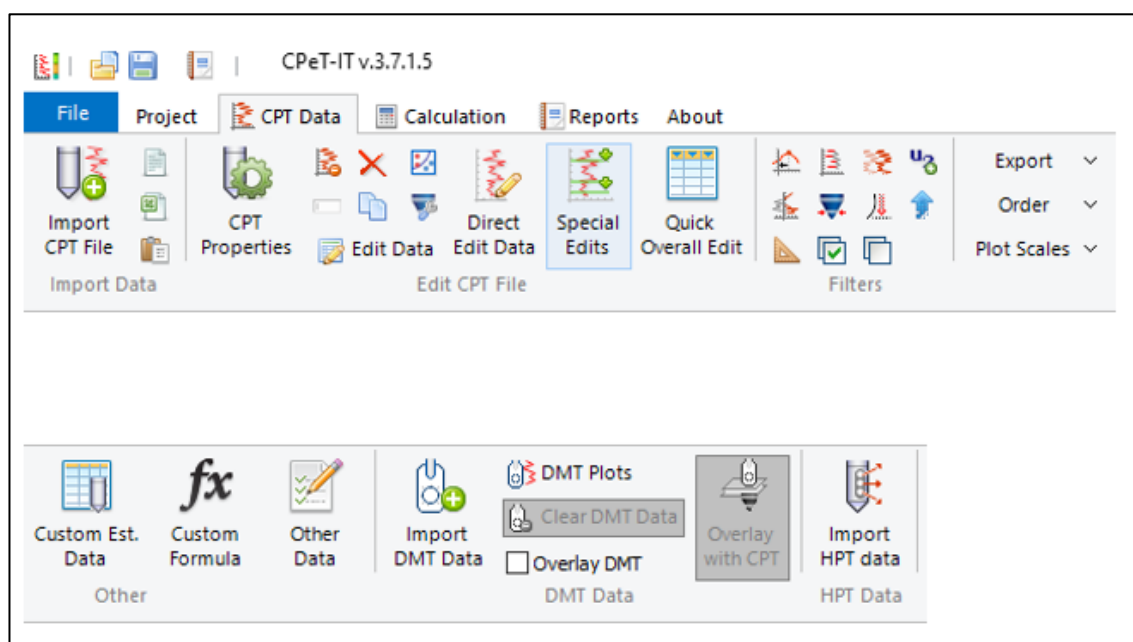 CPeT-IT v.3.7.1.5
File Project CPT Data Calculation Reports About
Import CPT File
CPT Properties
Edit Data
Direct Edit Data
Special Edits
Quick Overall Edit
u2
Export
Order
Plot Scales
Import Data
Edit CPT File
Filters
Custom Est. Data
fx
Custom Formula
Other Data
Import DMT Data
DMT Plots
Clear DMT Data
Overlay DMT
Overlay with CPT
Import HPT data
Other
DMT Data
HPT Data